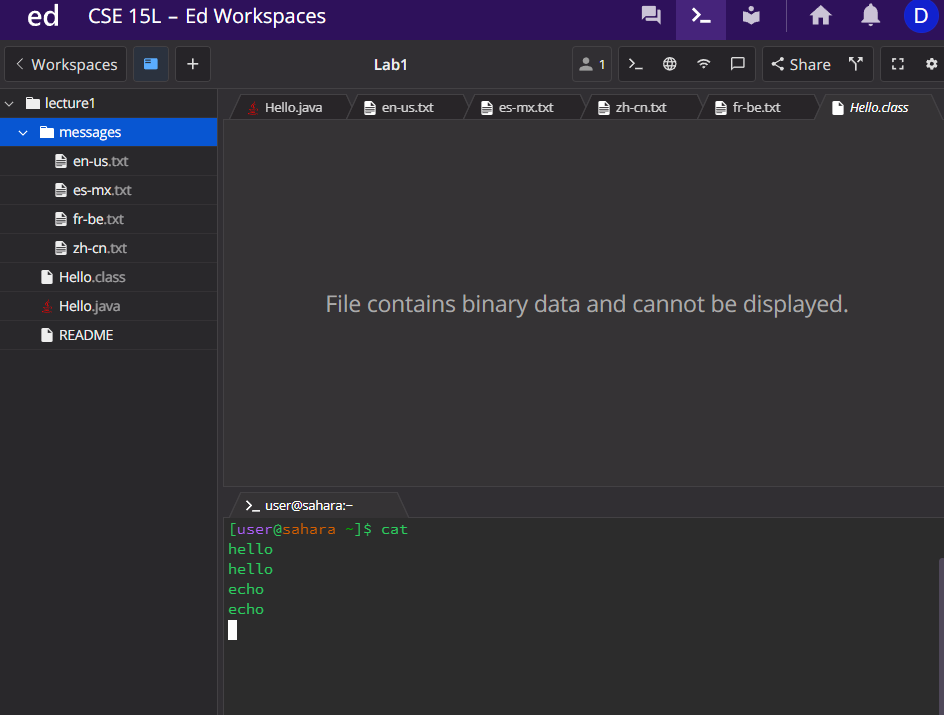 ed CSE 15L – Ed Workspaces D
Workspaces + Lab1 1 Share
lecture1
messages
en-us.txt
es-mx.txt
fr-be.txt
zh-cn.txt
Hello.class
Hello.java
README
Hello.java en-us.txt es-mx.txt zh-cn.txt fr-be.txt Hello.class
File contains binary data and cannot be displayed.
>_ user@sahara:~
[user@sahara ~]$ cat
hello
hello
echo
echo